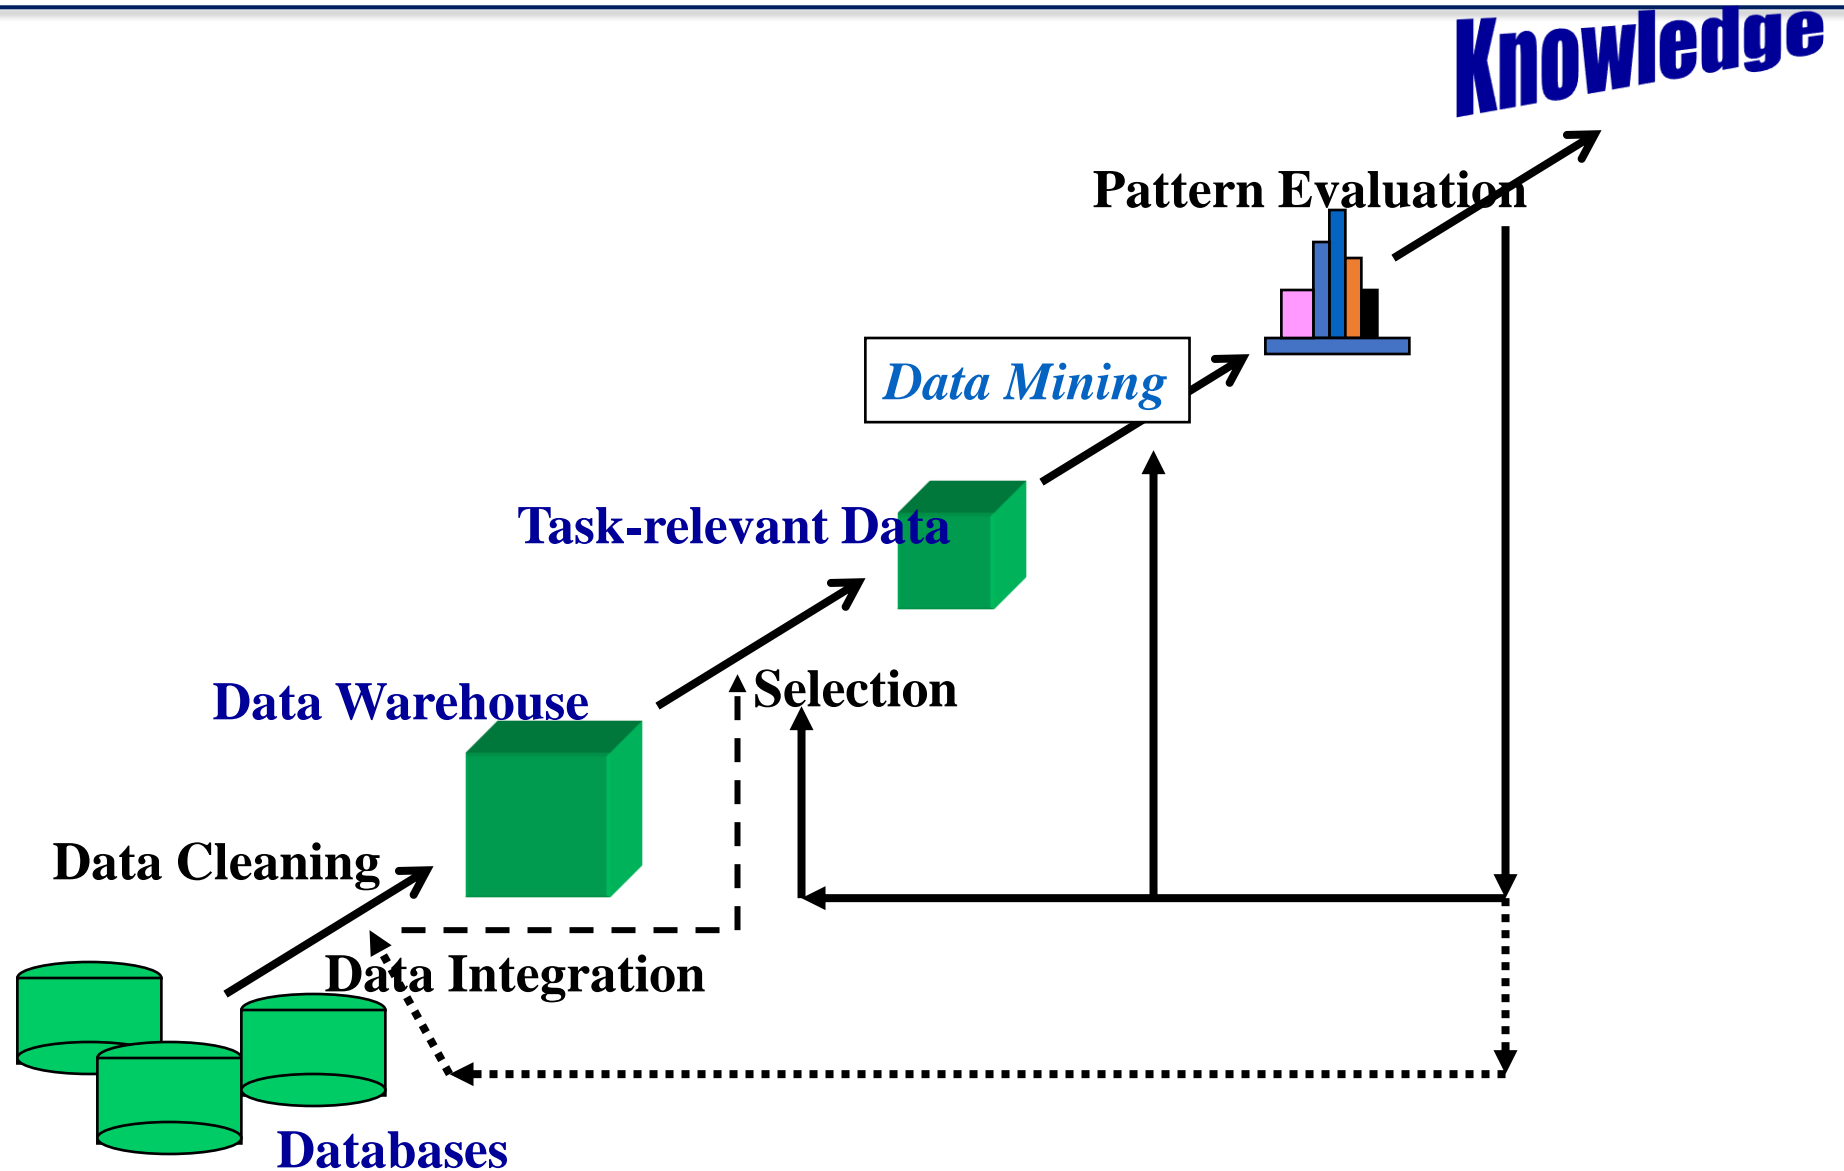 Knowledge
Pattern Evaluation
Data Mining
Task-relevant Data
Selection
Data Warehouse
Data Cleaning
Data Integration
Databases